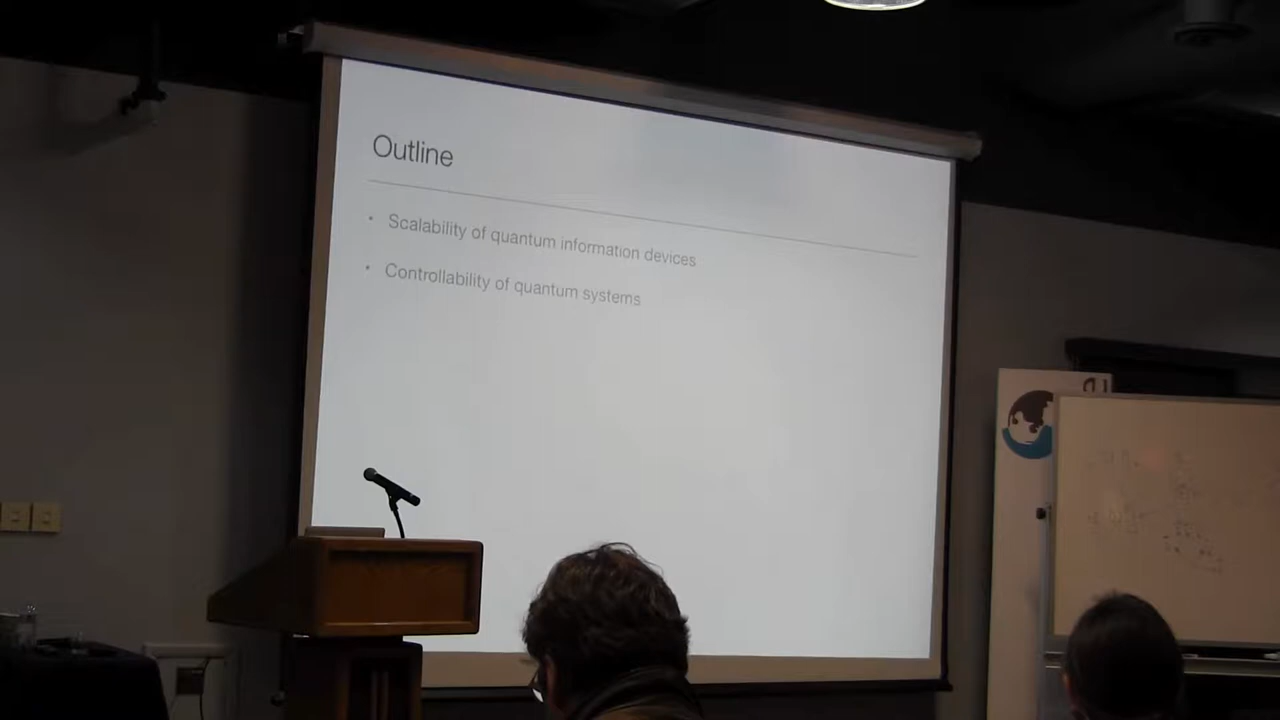 Outline
• Scalability of quantum information devices
• Controllability of quantum systems